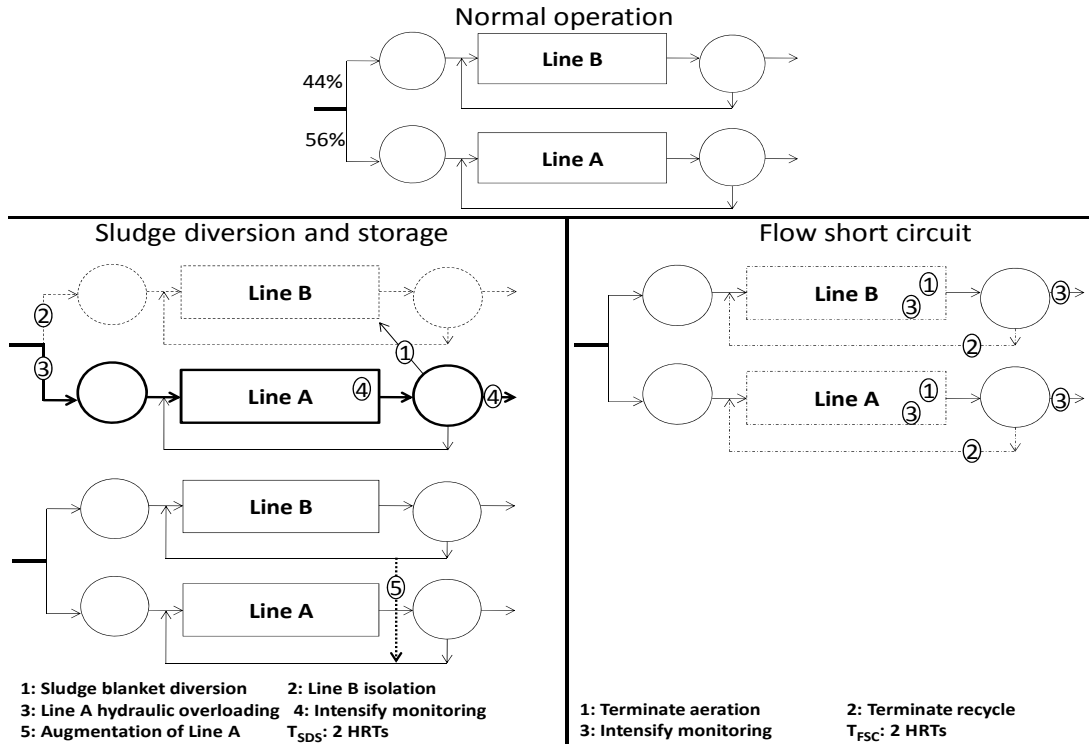 Normal operation
Line B
44%
56%
Line A
Sludge diversion and storage
Line B
2
1
3
Line A
4
4
Line B
5
Line A
1: Sludge blanket diversion 2: Line B isolation
3: Line A hydraulic overloading 4: Intensify monitoring
5: Augmentation of Line A T_SDS: 2 HRTs
Flow short circuit
Line B
1
3
3
2
Line A
1
3
3
2
1: Terminate aeration 2: Terminate recycle
3: Intensify monitoring T_FSC: 2 HRTs